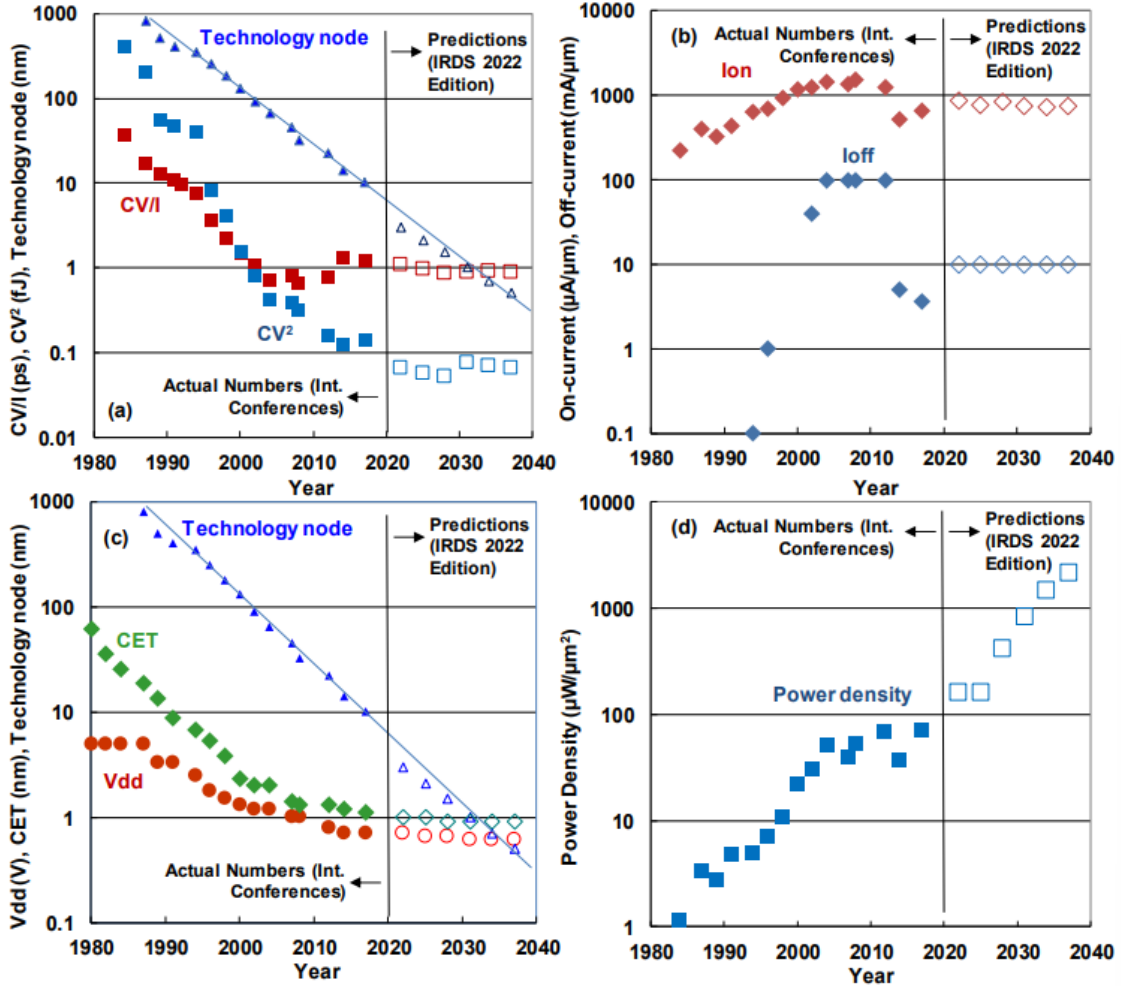 CV/I (ps), CV² (fJ), Technology node (nm)
1000
100
10
1
0.1
0.01
Technology node
Predictions
(IRDS 2022
Edition)
CV/I
CV²
Actual Numbers (Int.
Conferences)
(a)
1980 1990 2000 2010 2020 2030 2040
Year
On-current (µA/µm), Off-current (mA/µm)
10000
1000
100
10
1
0.1
(b)
Actual Numbers (Int.
Conferences)
Predictions
(IRDS 2022
Edition)
Ion
Ioff
1980 1990 2000 2010 2020 2030 2040
Year
Vdd (V), CET (nm), Technology node (nm)
1000
100
10
1
0.1
(c)
Technology node
Predictions
(IRDS 2022
Edition)
CET
Vdd
Actual Numbers (Int.
Conferences)
1980 1990 2000 2010 2020 2030 2040
Year
Power Density (µW/µm²)
10000
1000
100
10
1
Actual Numbers (Int.
Conferences)
Predictions
(IRDS 2022
Edition)
(d)
Power density
1980 1990 2000 2010 2020 2030 2040
Year